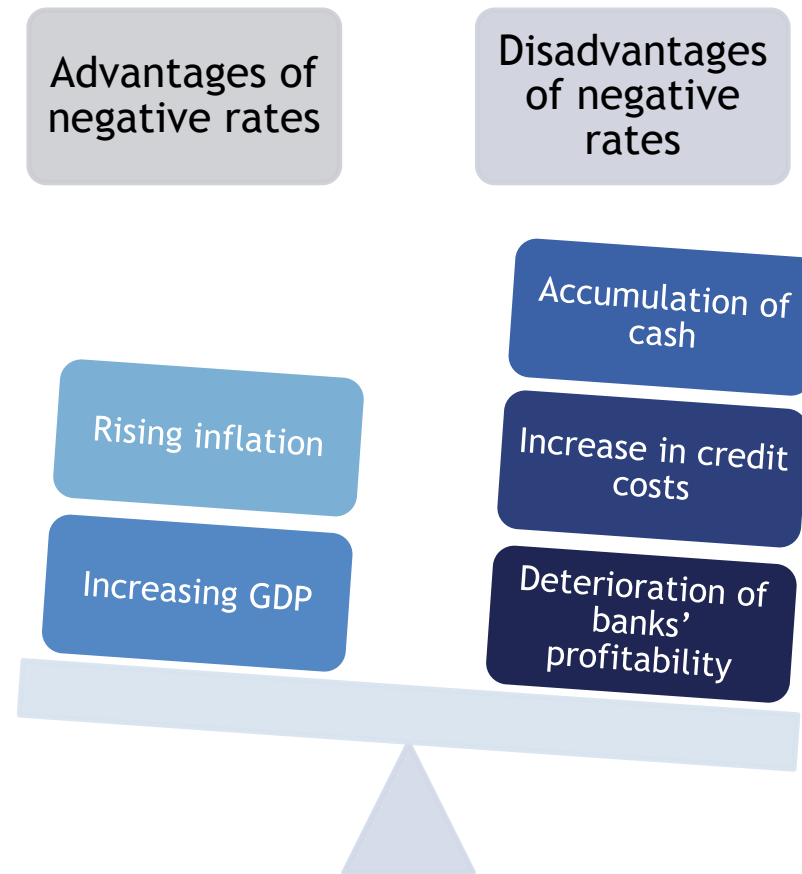 Advantages of
negative rates
Disadvantages
of negative
rates
Rising inflation
Increasing GDP
Accumulation of
cash
Increase in credit
costs
Deterioration of
banks’
profitability